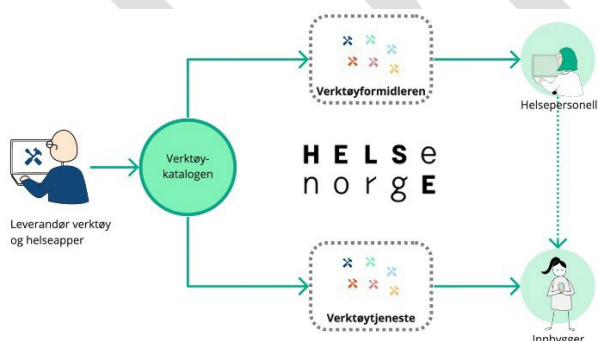 Verktøyformidleren
Helsepersonell
Verktøy-
katalogen
HELSe
norgE
Leverandør verktøy
og helseapper
Verktøytjeneste
Innbygger